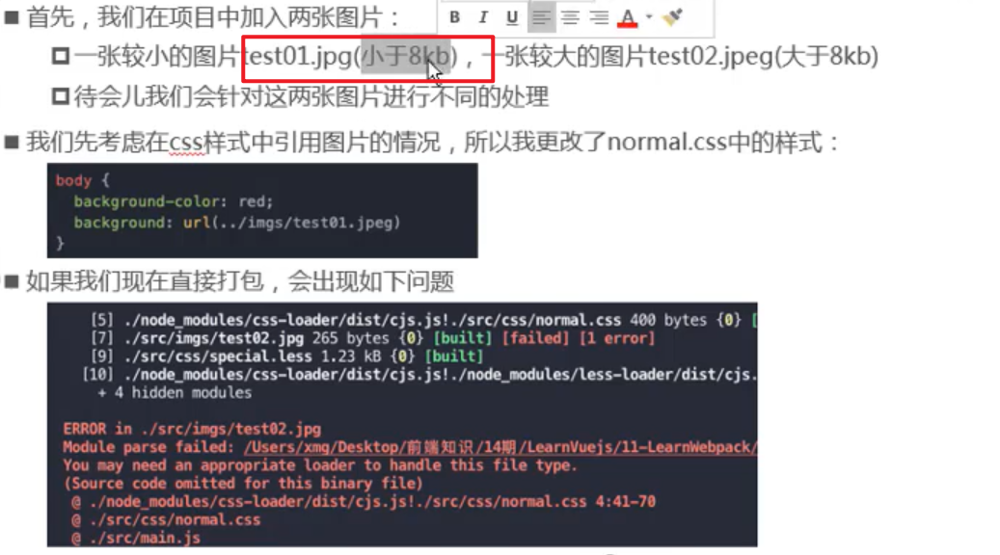 首先，我们在项目中加入两张图片：
B I U A
一张较小的图片test01.jpg(小于8kb)，一张较大的图片test02.jpeg(大于8kb)
待会儿我们会针对这两张图片进行不同的处理
我们先考虑在css样式中引用图片的情况，所以我更改了normal.css中的样式：
body {
background-color: red;
background: url(../imgs/test01.jpeg)
}
如果我们现在直接打包，会出现如下问题
[5] ./node_modules/css-loader/dist/cjs.js!./src/css/normal.css 400 bytes {0} [
[7] ./src/imgs/test02.jpg 265 bytes {0} [built] [failed] [1 error]
[9] ./src/css/special.less 1.23 kB {0} [built]
[10] ./node_modules/css-loader/dist/cjs.js!./node_modules/less-loader/dist/cjs.
+ 4 hidden modules
ERROR in ./src/imgs/test02.jpg
Module parse failed: /Users/xmg/Desktop/前端知识/14期/LearnVuejs/11-LearnWebpack/
You may need an appropriate loader to handle this file type.
(Source code omitted for this binary file)
@ ./node_modules/css-loader/dist/cjs.js!./src/css/normal.css 4:41-70
@ ./src/css/normal.css
@ ./src/main.js